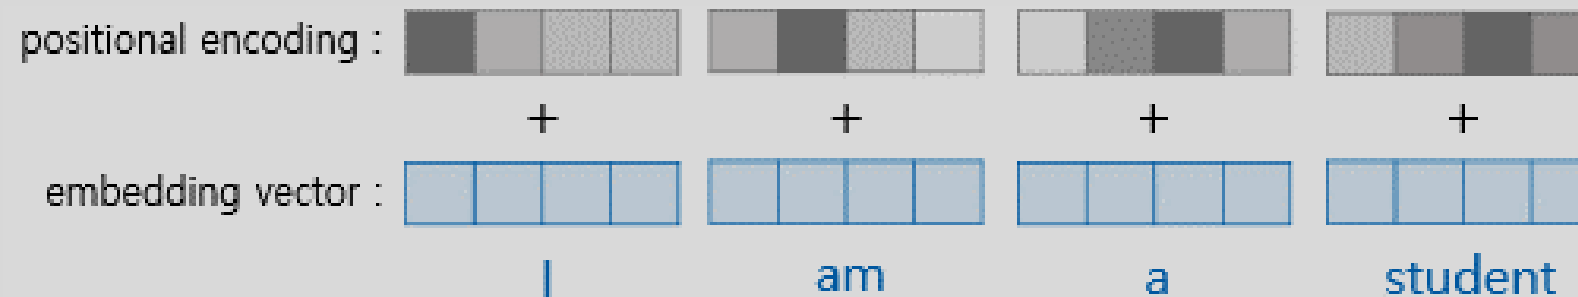 positional encoding :
+ + + +
embedding vector :
I am a student